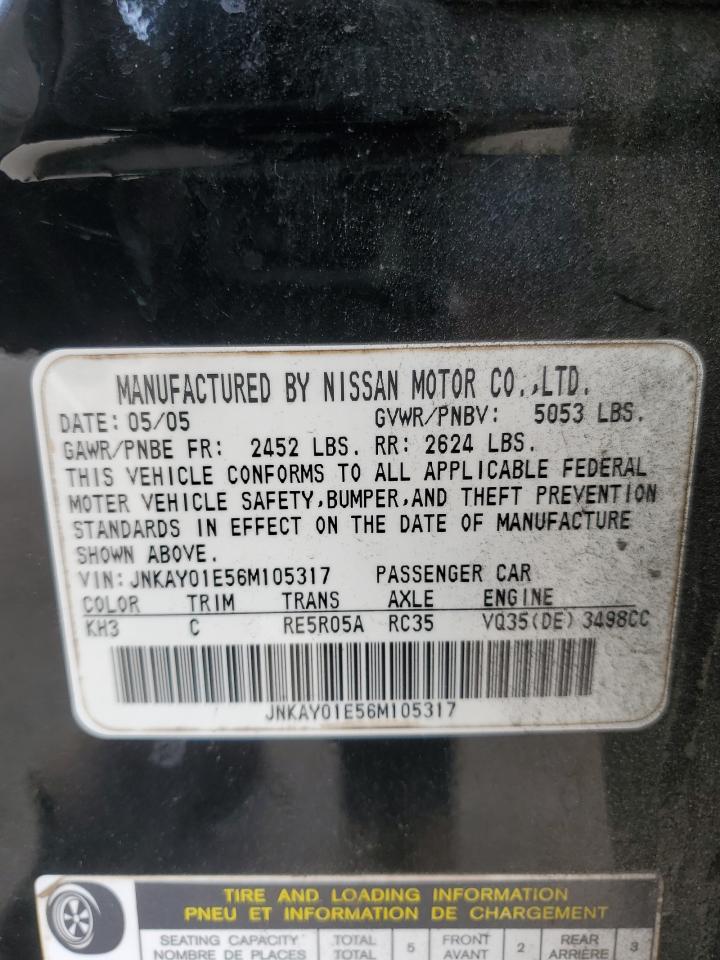 MANUFACTURED BY NISSAN MOTOR CO.,LTD.
DATE: 05/05 GVWR/PNBV: 5053 LBS.
GAWR/PNBE FR: 2452 LBS. RR: 2624 LBS.
THIS VEHICLE CONFORMS TO ALL APPLICABLE FEDERAL
MOTER VEHICLE SAFETY,BUMPER,AND THEFT PREVENTION
STANDARDS IN EFFECT ON THE DATE OF MANUFACTURE
SHOWN ABOVE.
VIN: JNKAY01E56M105317 PASSENGER CAR
COLOR TRIM TRANS AXLE ENGINE
KH3 C RE5R05A RC35 VQ35(DE) 3498CC
JNKAY01E56M105317
TIRE AND LOADING INFORMATION
PNEU ET INFORMATION DE CHARGEMENT
SEATING CAPACITY TOTAL 5 FRONT 2 REAR 3
NOMBRE DE PLACES TOTAL AVANT ARRIÈRE